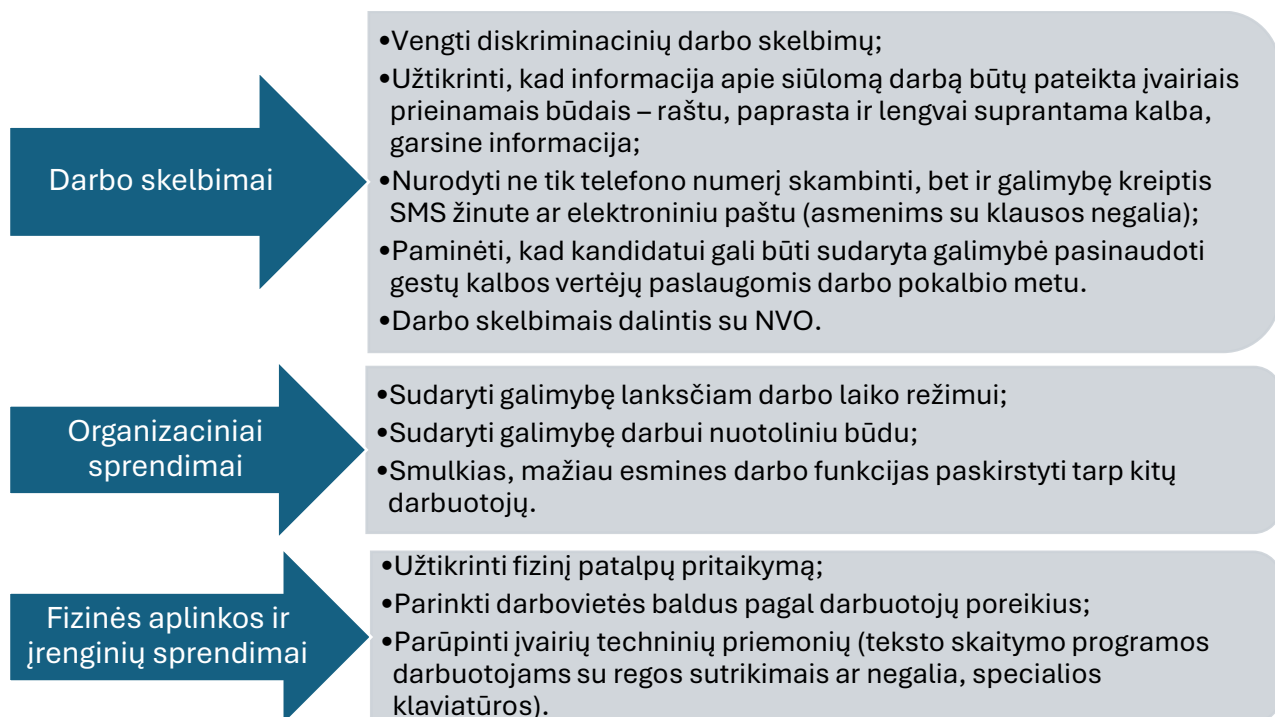 Darbo skelbimai
•Vengti diskriminacinių darbo skelbimų;
•Užtikrinti, kad informacija apie siūlomą darbą būtų pateikta įvairiais
prieinamais būdais – raštu, paprasta ir lengvai suprantama kalba,
garsine informacija;
•Nurodyti ne tik telefono numerį skambinti, bet ir galimybę kreiptis
SMS žinute ar elektroniniu paštu (asmenims su klausos negalia);
•Paminėti, kad kandidatui gali būti sudaryta galimybė pasinaudoti
gestų kalbos vertėjų paslaugomis darbo pokalbio metu.
•Darbo skelbimais dalintis su NVO.
Organizaciniai
sprendimai
•Sudaryti galimybę lanksčiam darbo laiko režimui;
•Sudaryti galimybę darbui nuotoliniu būdu;
•Smulkias, mažiau esmines darbo funkcijas paskirstyti tarp kitų
darbuotojų.
Fizinės aplinkos ir
įrenginių sprendimai
•Užtikrinti fizinį patalpų pritaikymą;
•Parinkti darbovietės baldus pagal darbuotojų poreikius;
•Parūpinti įvairių techninių priemonių (teksto skaitymo programos
darbuotojams su regos sutrikimais ar negalia, specialios
klaviatūros).